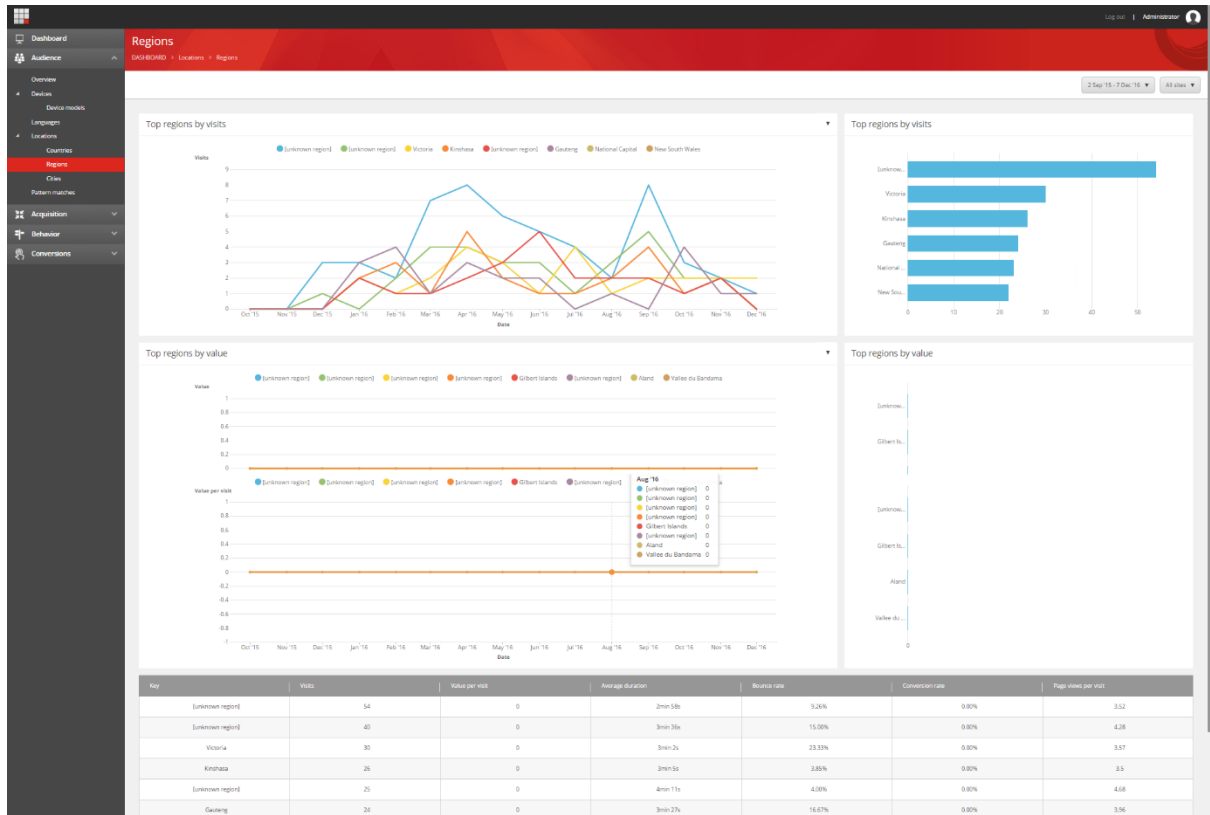 Log out | Administrator
Dashboard
Audience
Overview
Devices
Device models
Languages
Locations
Countries
Regions
Cities
Pattern matches
Acquisition
Behavior
Conversions
Regions
DASHBOARD > Locations > Regions
2 Sep '15 - 7 Dec '16 ▼ All sites ▼
Top regions by visits
[unknown region] [unknown region] Victoria Kinshasa [unknown region] Gauteng National Capital New South Wales
Visits
9
8
7
6
5
4
3
2
1
0
Oct '15 Nov '15 Dec '15 Jan '16 Feb '16 Mar '16 Apr '16 May '16 Jun '16 Jul '16 Aug '16 Sep '16 Oct '16 Nov '16 Dec '16
Date
Top regions by visits
[unknow...
Victoria
Kinshasa
Gauteng
National ...
New Sou...
0 10 20 30 40 50
Top regions by value
[unknown region] [unknown region] [unknown region] [unknown region] Gilbert Islands [unknown region] Aland Vallee du Bandama
Value
1
0.8
0.6
0.4
0.2
0
[unknown region] [unknown region] [unknown region] [unknown region] Gilbert Islands [unknown region]
Value per visit
1
0.8
0.6
0.4
0.2
0
-0.2
-0.4
-0.6
-0.8
-1
Oct '15 Nov '15 Dec '15 Jan '16 Feb '16 Mar '16 Apr '16 May '16 Jun '16 Jul '16 Aug '16 Sep '16 Oct '16 Nov '16 Dec '16
Date
Aug '16
[unknown region] 0
[unknown region] 0
[unknown region] 0
[unknown region] 0
Gilbert Islands 0
[unknown region] 0
Aland 0
Vallee du Bandama 0
Top regions by value
[unknow...
Gilbert Is...
[unknow...
Gilbert Is...
Aland
Vallee du ...
0
Key Visits Value per visit Average duration Bounce rate Conversion rate Page views per visit
[unknown region] 54 0 2min 58s 9.26% 0.00% 3.52
[unknown region] 40 0 3min 36s 15.00% 0.00% 4.28
Victoria 30 0 3min 2s 23.33% 0.00% 3.57
Kinshasa 26 0 3min 5s 3.85% 0.00% 3.5
[unknown region] 25 0 4min 11s 4.00% 0.00% 4.68
Gauteng 24 0 3min 27s 16.67% 0.00% 3.96